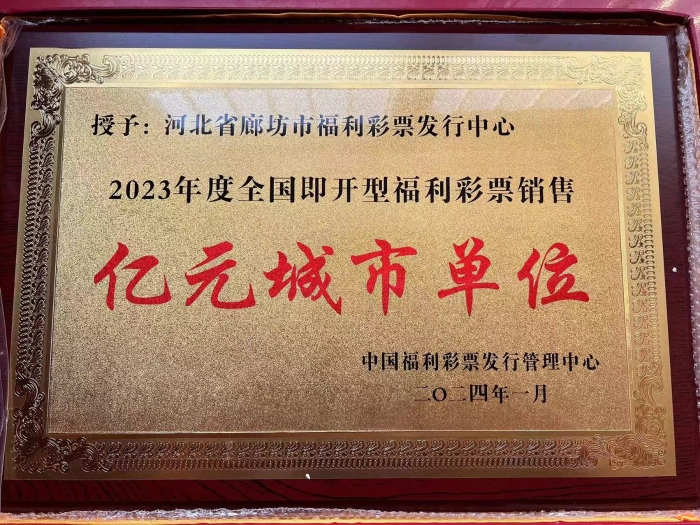 授予：河北省廊坊市福利彩票发行中心
2023年度全国即开型福利彩票销售
亿元城市单位
中国福利彩票发行管理中心
二〇二四年一月